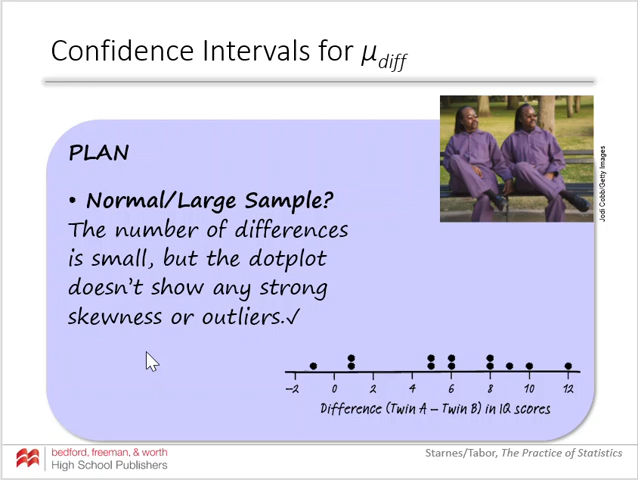 Confidence Intervals for μdiff
PLAN
• Normal/Large Sample?
The number of differences
is small, but the dotplot
doesn't show any strong
skewness or outliers.✓
Jodi Cobb/Getty Images
−2 0 2 4 6 8 10 12
Difference (Twin A – Twin B) in IQ scores
bedford, freeman, & worth
High School Publishers
Starnes/Tabor, The Practice of Statistics